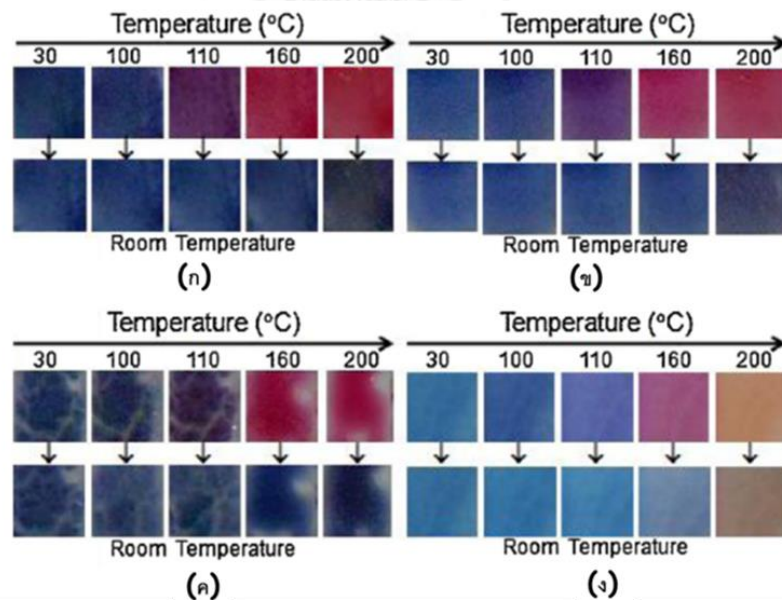 Temperature (°C)
30 100 110 160 200
Room Temperature
(ก)
Temperature (°C)
30 100 110 160 200
Room Temperature
(ข)
Temperature (°C)
30 100 110 160 200
Room Temperature
(ค)
Temperature (°C)
30 100 110 160 200
Room Temperature
(ง)